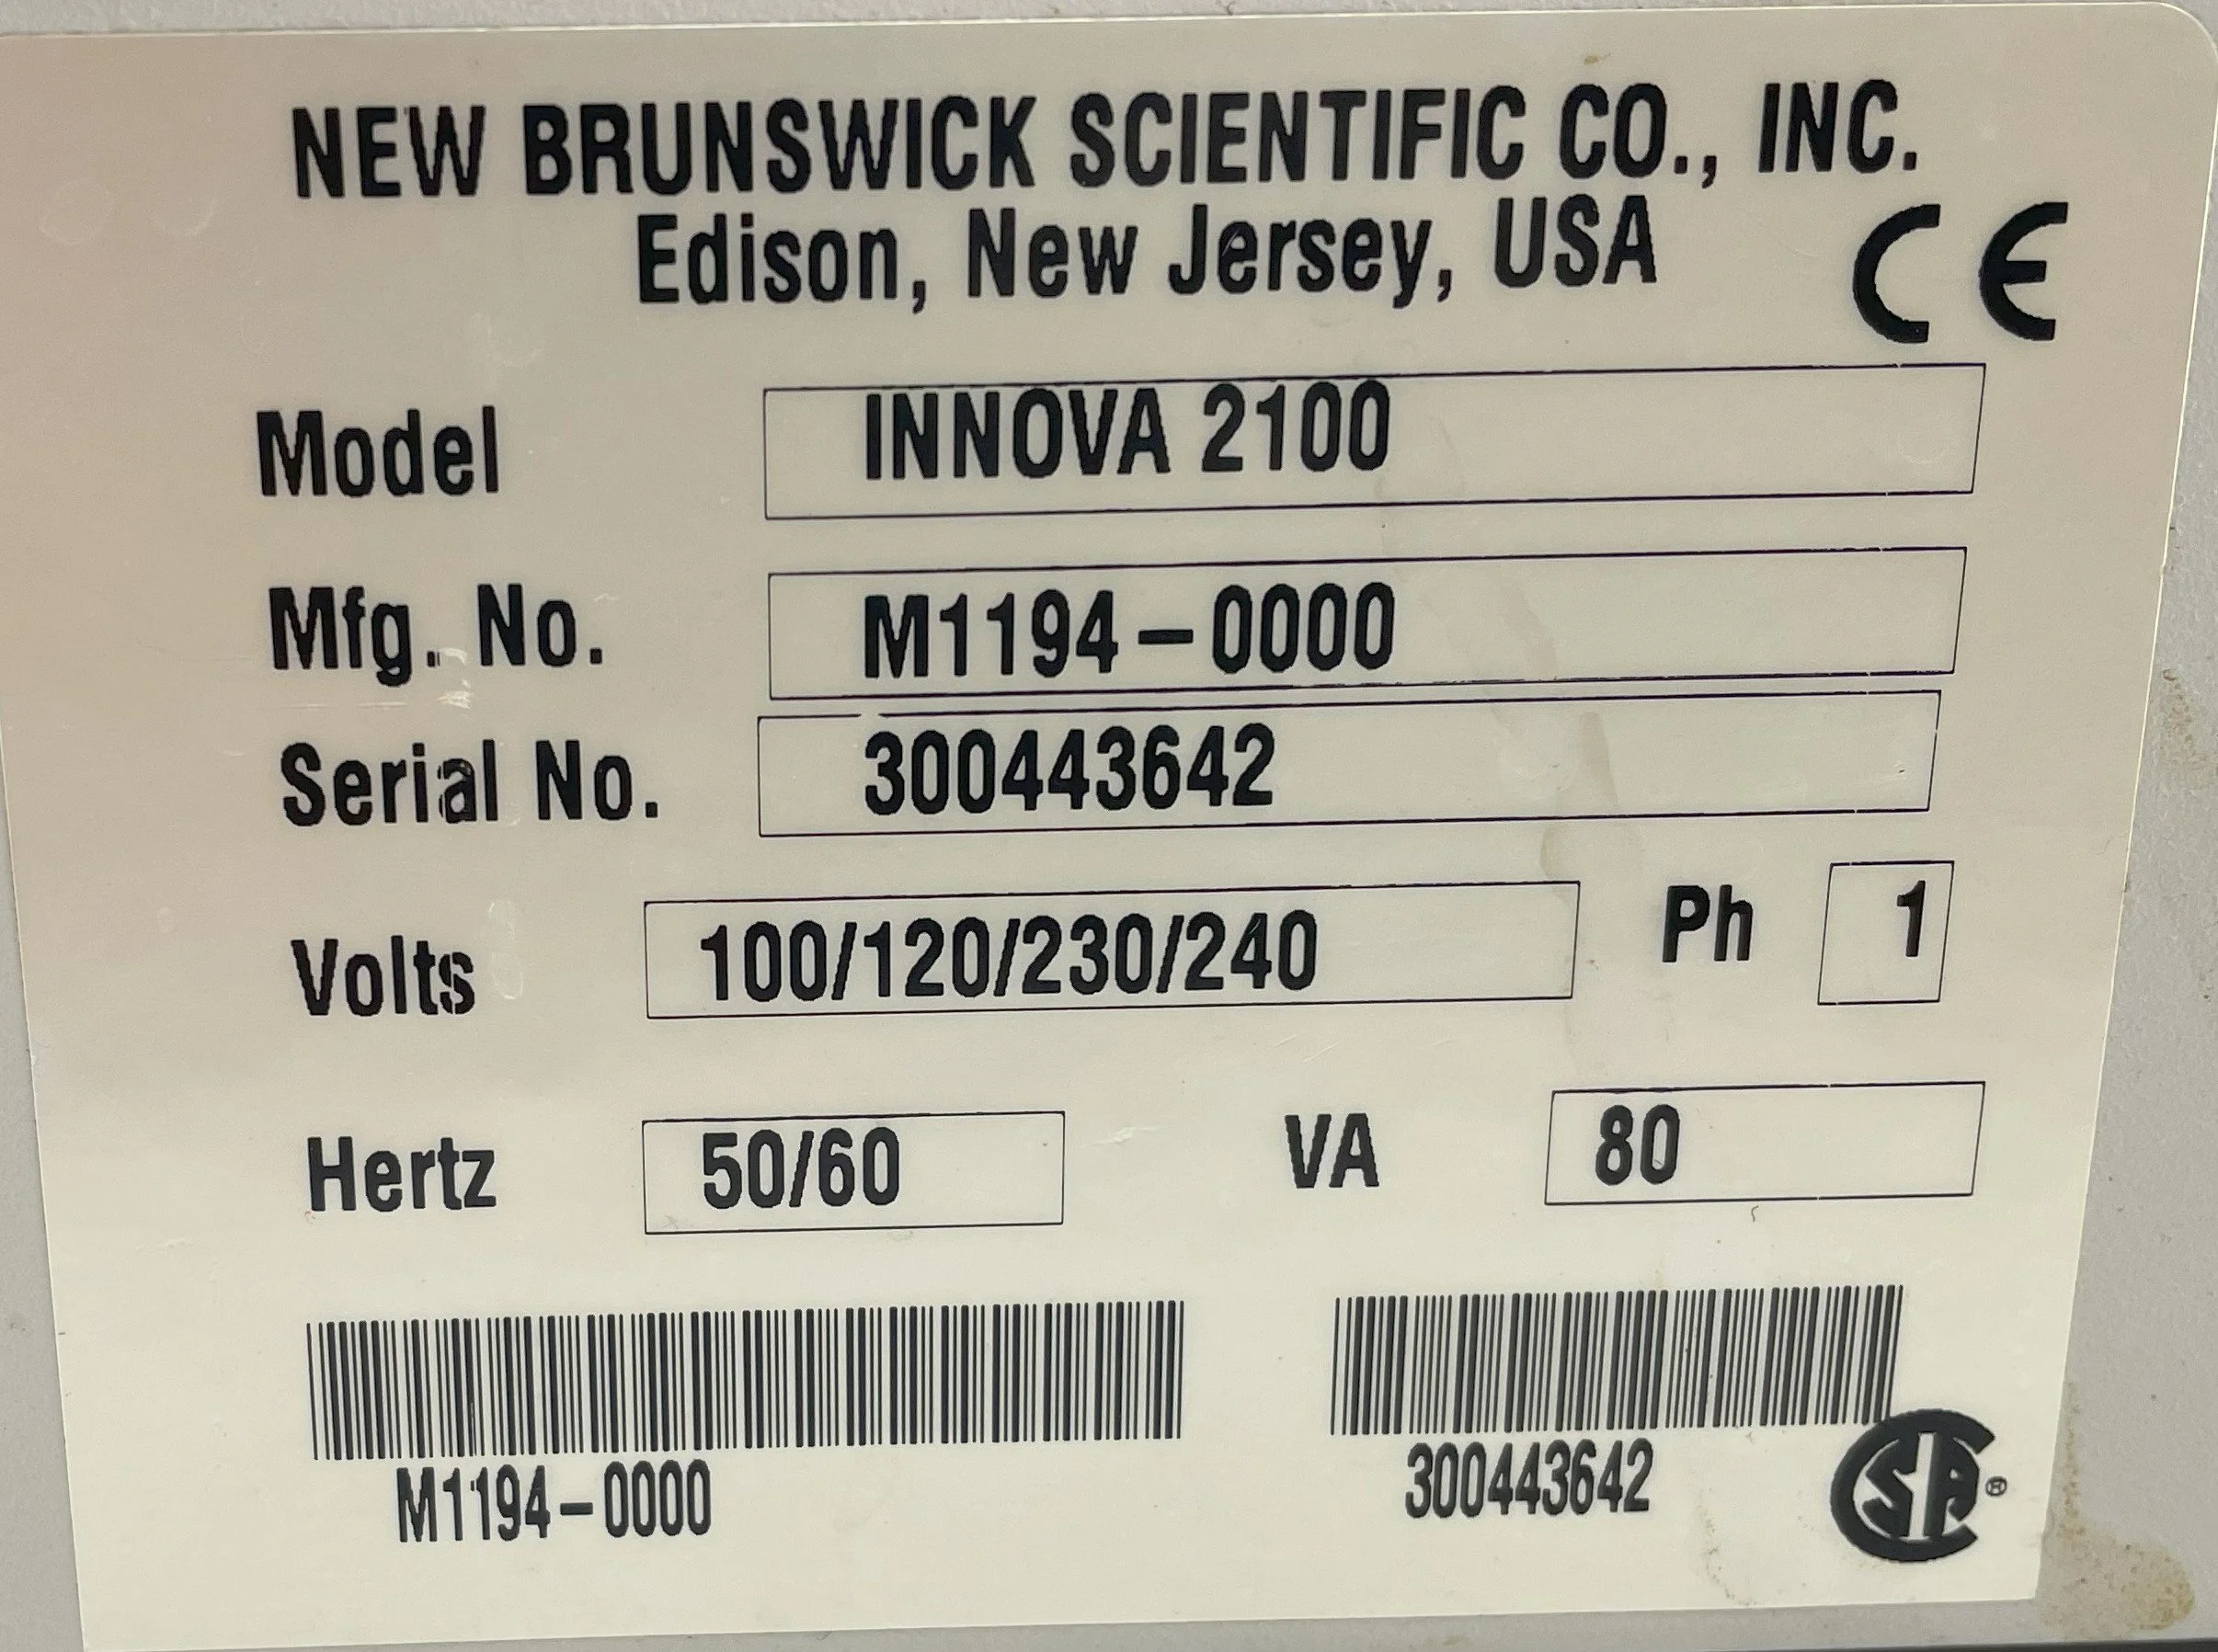 NEW BRUNSWICK SCIENTIFIC CO., INC.
Edison, New Jersey, USA CE
Model INNOVA 2100
Mfg. No. M1194-0000
Serial No. 300443642
Volts 100/120/230/240 Ph 1
Hertz 50/60 VA 80
M1194-0000 300443642
CSA®